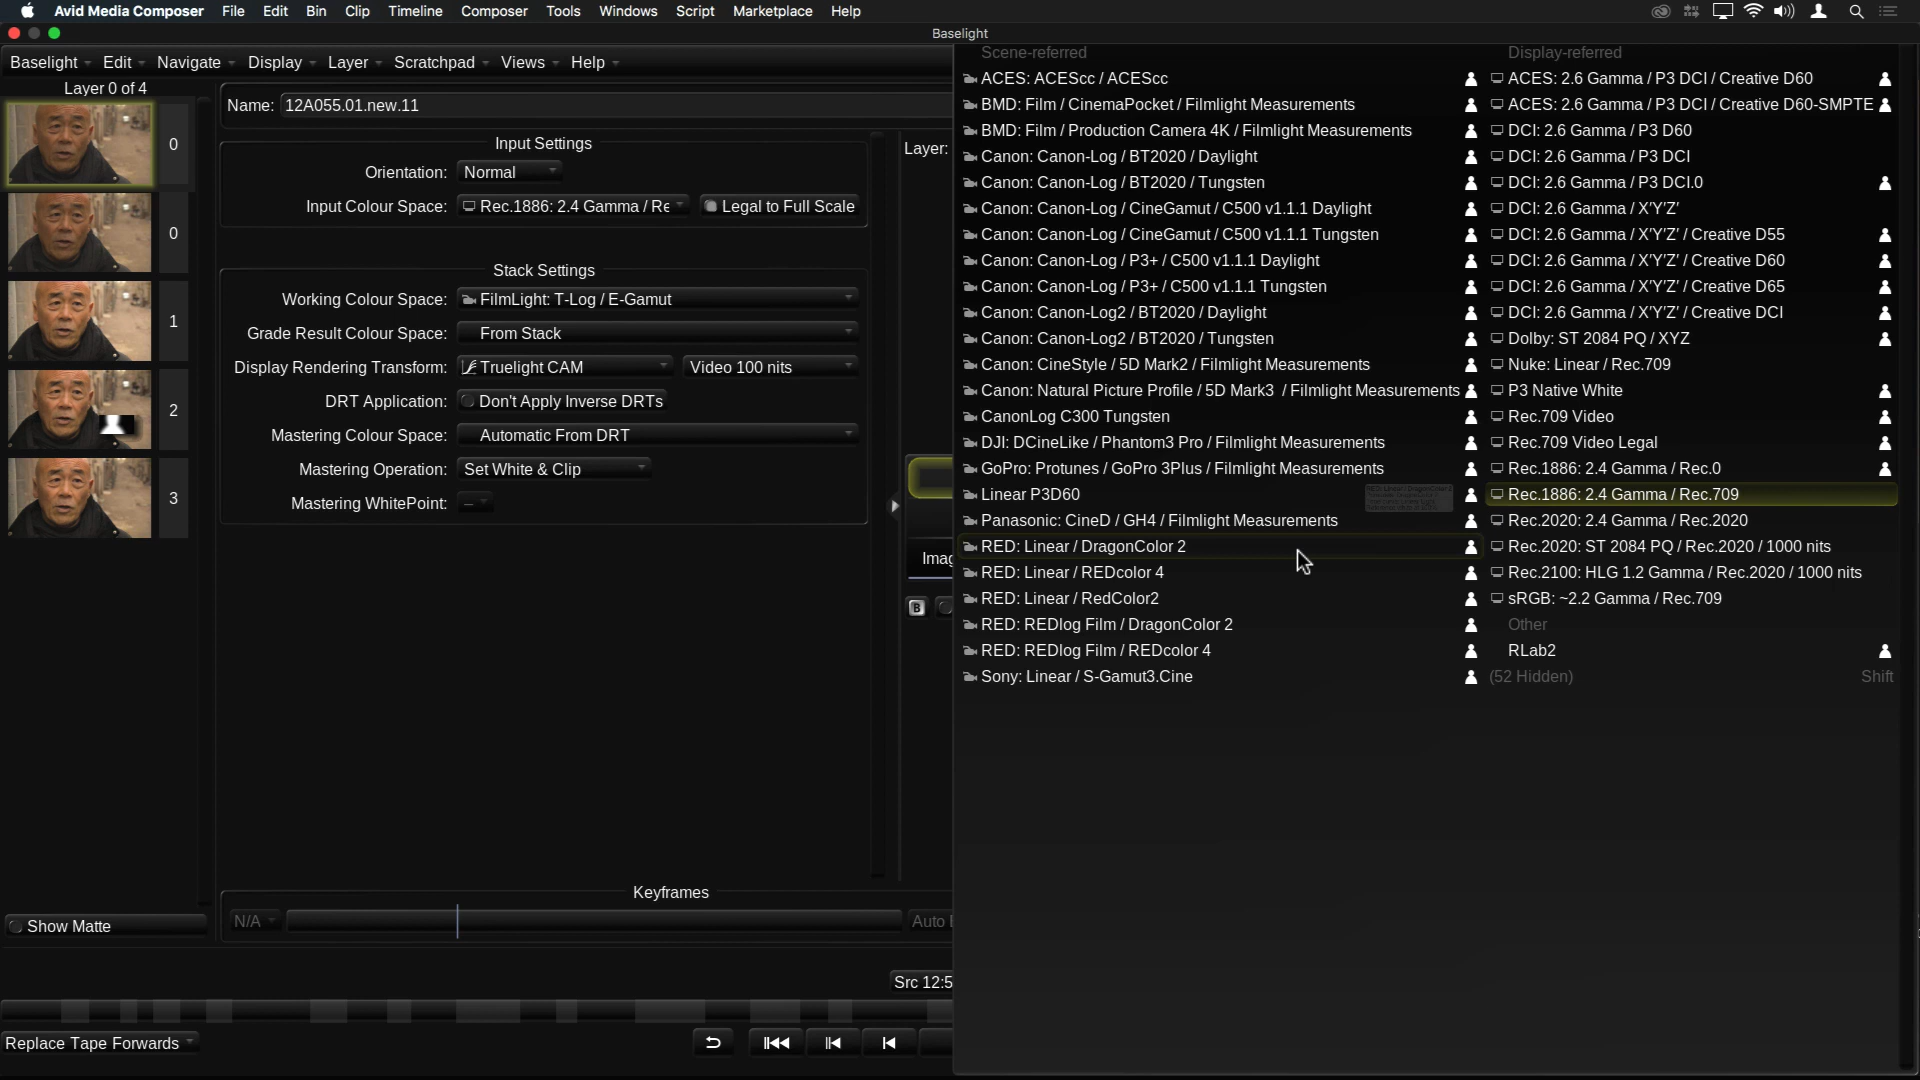 Avid Media Composer File Edit Bin Clip Timeline Composer Tools Windows Script Marketplace Help
Baselight
Baselight Edit Navigate Display Layer Scratchpad Views Help
Layer 0 of 4
0
0
1
2
3
Show Matte
Name: 12A055.01.new.11
Input Settings
Orientation: Normal
Input Colour Space: Rec.1886: 2.4 Gamma / Re Legal to Full Scale
Stack Settings
Working Colour Space: FilmLight: T-Log / E-Gamut
Grade Result Colour Space: From Stack
Display Rendering Transform: Truelight CAM Video 100 nits
DRT Application: Don't Apply Inverse DRTs
Mastering Colour Space: Automatic From DRT
Mastering Operation: Set White & Clip
Mastering WhitePoint: –
Layer:
Imag
B
Keyframes
N/A
Auto
Src 12:5
Replace Tape Forwards
Scene-referred
ACES: ACEScc / ACEScc
BMD: Film / CinemaPocket / Filmlight Measurements
BMD: Film / Production Camera 4K / Filmlight Measurements
Canon: Canon-Log / BT2020 / Daylight
Canon: Canon-Log / BT2020 / Tungsten
Canon: Canon-Log / CineGamut / C500 v1.1.1 Daylight
Canon: Canon-Log / CineGamut / C500 v1.1.1 Tungsten
Canon: Canon-Log / P3+ / C500 v1.1.1 Daylight
Canon: Canon-Log / P3+ / C500 v1.1.1 Tungsten
Canon: Canon-Log2 / BT2020 / Daylight
Canon: Canon-Log2 / BT2020 / Tungsten
Canon: CineStyle / 5D Mark2 / Filmlight Measurements
Canon: Natural Picture Profile / 5D Mark3 / Filmlight Measurements
CanonLog C300 Tungsten
DJI: DCineLike / Phantom3 Pro / Filmlight Measurements
GoPro: Protunes / GoPro 3Plus / Filmlight Measurements
Linear P3D60
Panasonic: CineD / GH4 / Filmlight Measurements
RED: Linear / DragonColor 2
RED: Linear / REDcolor 4
RED: Linear / RedColor2
RED: REDlog Film / DragonColor 2
RED: REDlog Film / REDcolor 4
Sony: Linear / S-Gamut3.Cine
Display-referred
ACES: 2.6 Gamma / P3 DCI / Creative D60
ACES: 2.6 Gamma / P3 DCI / Creative D60-SMPTE
DCI: 2.6 Gamma / P3 D60
DCI: 2.6 Gamma / P3 DCI
DCI: 2.6 Gamma / P3 DCI.0
DCI: 2.6 Gamma / X'Y'Z'
DCI: 2.6 Gamma / X'Y'Z' / Creative D55
DCI: 2.6 Gamma / X'Y'Z' / Creative D60
DCI: 2.6 Gamma / X'Y'Z' / Creative D65
DCI: 2.6 Gamma / X'Y'Z' / Creative DCI
Dolby: ST 2084 PQ / XYZ
Nuke: Linear / Rec.709
P3 Native White
Rec.709 Video
Rec.709 Video Legal
Rec.1886: 2.4 Gamma / Rec.0
Rec.1886: 2.4 Gamma / Rec.709
Rec.2020: 2.4 Gamma / Rec.2020
Rec.2020: ST 2084 PQ / Rec.2020 / 1000 nits
Rec.2100: HLG 1.2 Gamma / Rec.2020 / 1000 nits
sRGB: ~2.2 Gamma / Rec.709
Other
RLab2
(52 Hidden) Shift